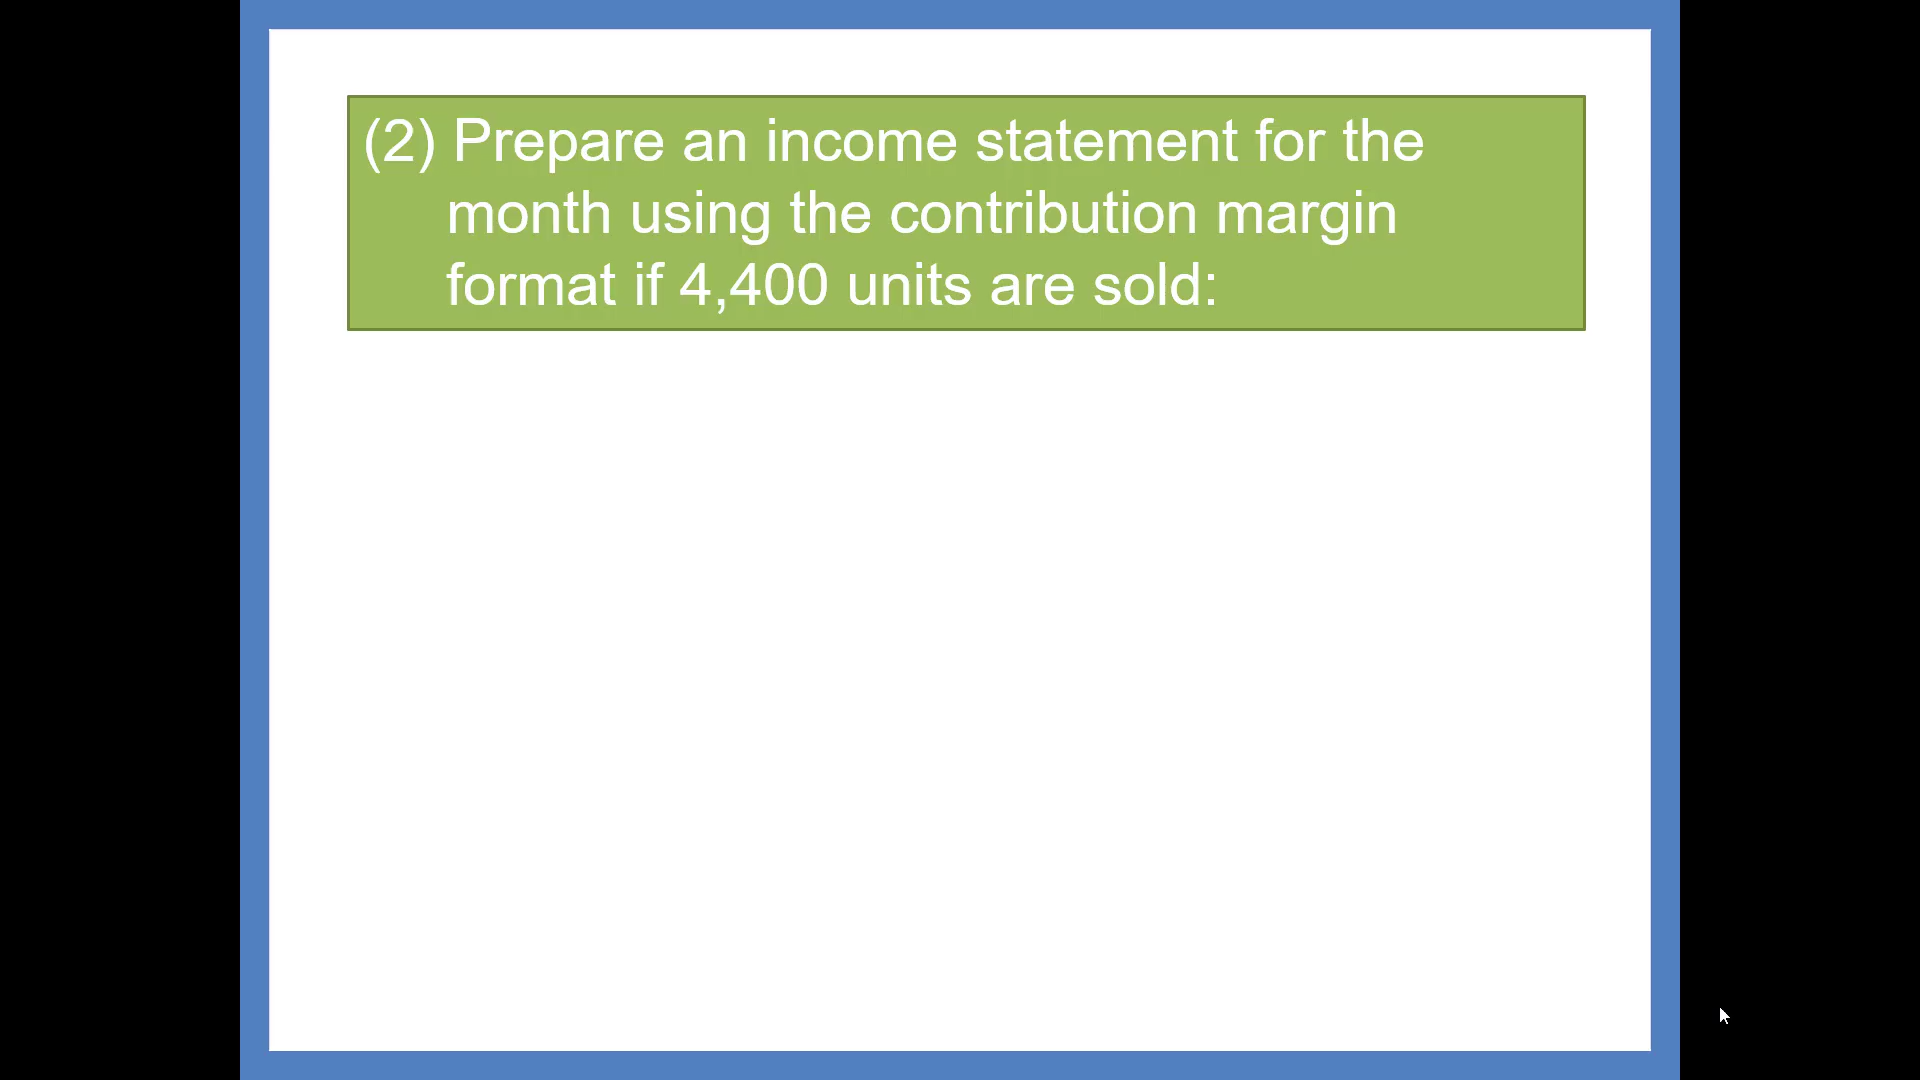 (2) Prepare an income statement for the
month using the contribution margin
format if 4,400 units are sold: